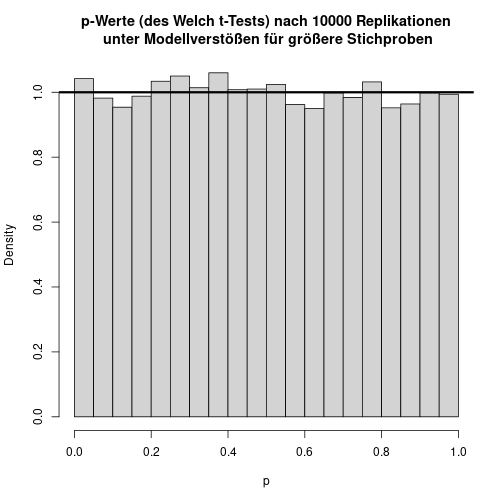 p-Werte (des Welch t-Tests) nach 10000 Replikationen
unter Modellverstößen für größere Stichproben
Density
1.0
0.8
0.6
0.4
0.2
0.0
0.0 0.2 0.4 0.6 0.8 1.0
p